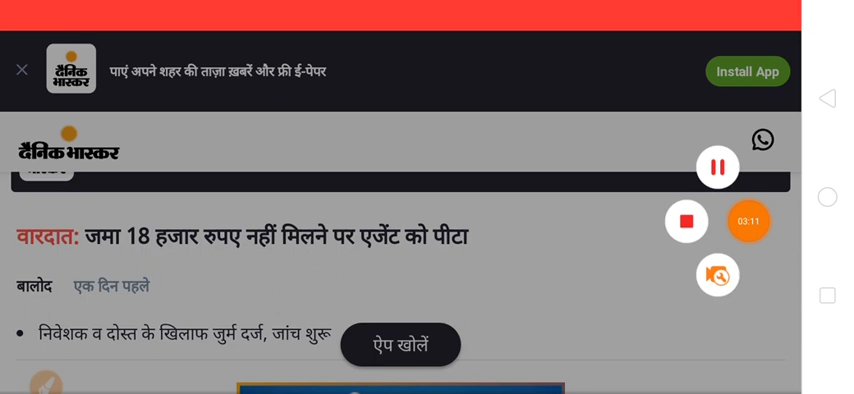 दैनिक
भास्कर
पाएं अपने शहर की ताज़ा ख़बरें और फ्री ई-पेपर
Install App
दैनिक भास्कर
03:11
वारदात: जमा 18 हजार रुपए नहीं मिलने पर एजेंट को पीटा
बालोद एक दिन पहले
• निवेशक व दोस्त के खिलाफ जुर्म दर्ज, जांच शुरू
ऐप खोलें